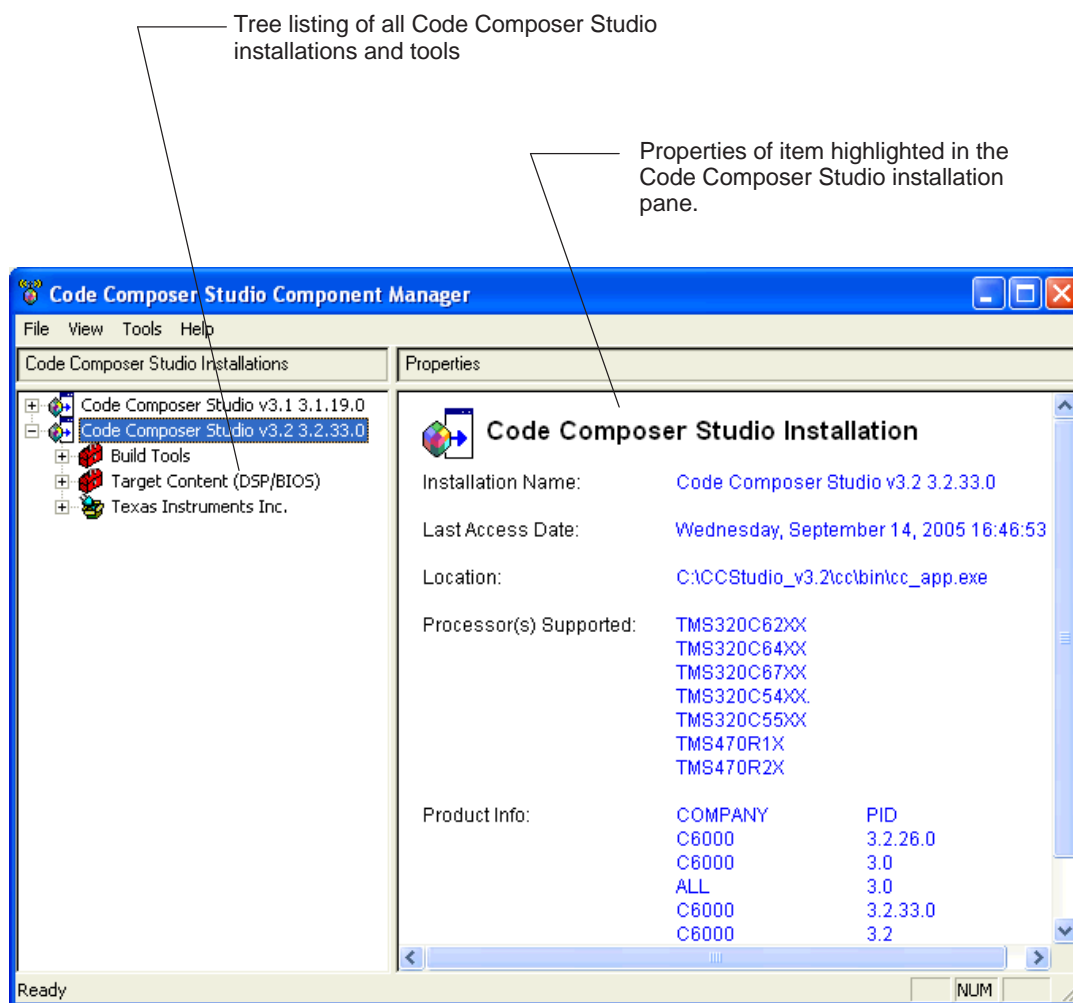 Tree listing of all Code Composer Studio
installations and tools
Properties of item highlighted in the
Code Composer Studio installation
pane.
Code Composer Studio Component Manager
File View Tools Help
Code Composer Studio Installations
Properties
Code Composer Studio v3.1 3.1.19.0
Code Composer Studio v3.2 3.2.33.0
Build Tools
Target Content (DSP/BIOS)
Texas Instruments Inc.
Code Composer Studio Installation
Installation Name: Code Composer Studio v3.2 3.2.33.0
Last Access Date: Wednesday, September 14, 2005 16:46:53
Location: C:\CCStudio_v3.2\cc\bin\cc_app.exe
Processor(s) Supported: TMS320C62XX
TMS320C64XX
TMS320C67XX
TMS320C54XX.
TMS320C55XX
TMS470R1X
TMS470R2X
Product Info: COMPANY PID
C6000 3.2.26.0
C6000 3.0
ALL 3.0
C6000 3.2.33.0
C6000 3.2
Ready NUM